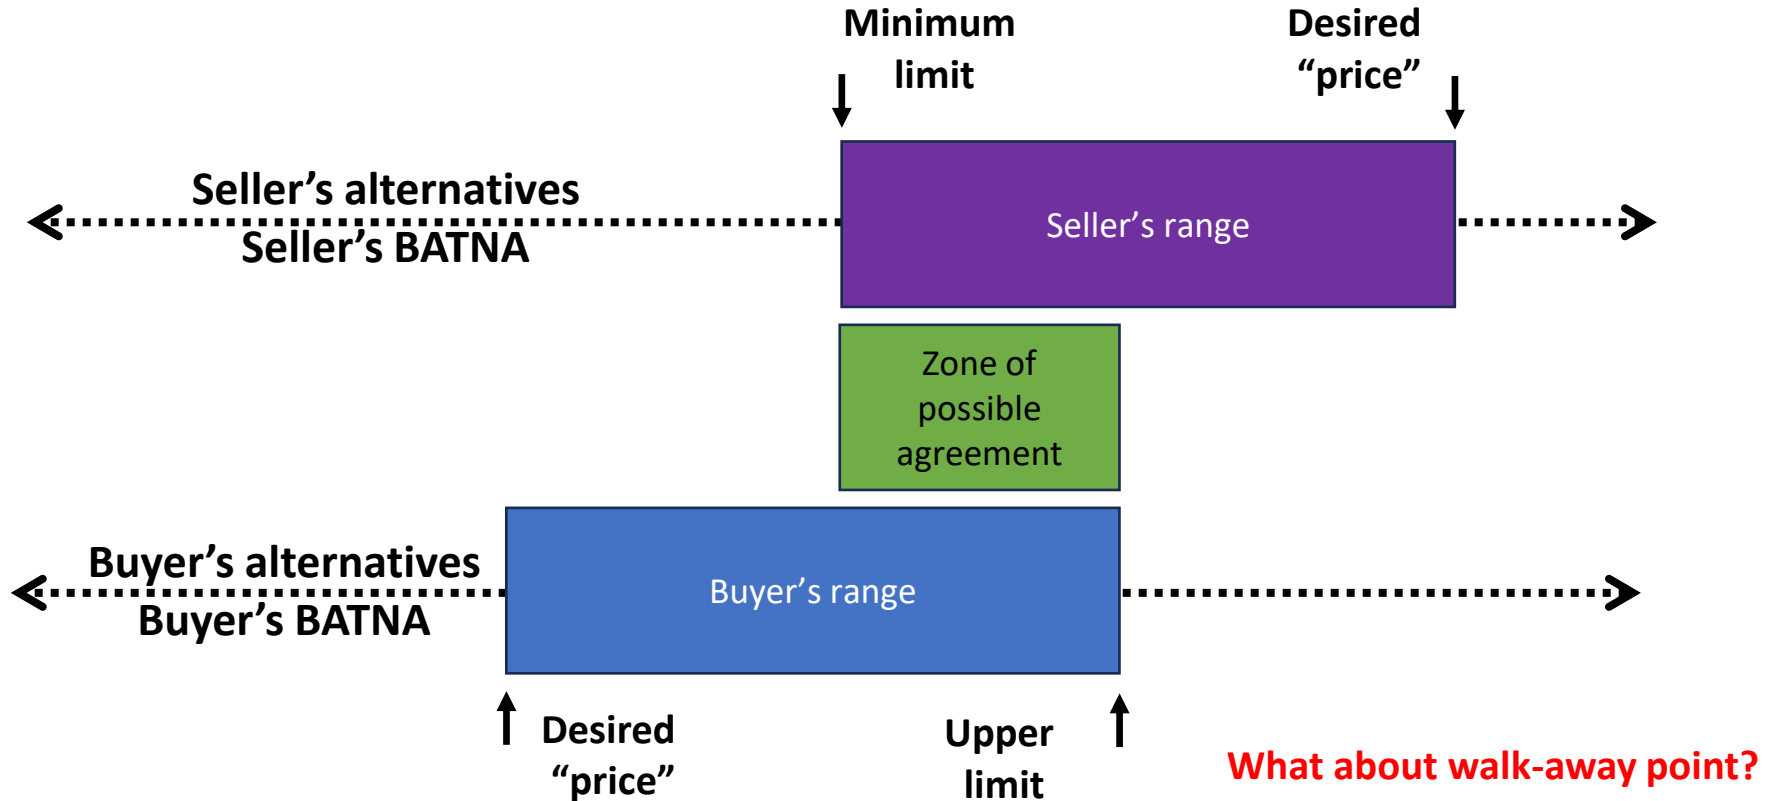 Minimum
limit
Desired
“price”
Seller’s alternatives
Seller’s BATNA
Seller’s range
Zone of
possible
agreement
Buyer’s alternatives
Buyer’s BATNA
Buyer’s range
Desired
“price”
Upper
limit
What about walk-away point?